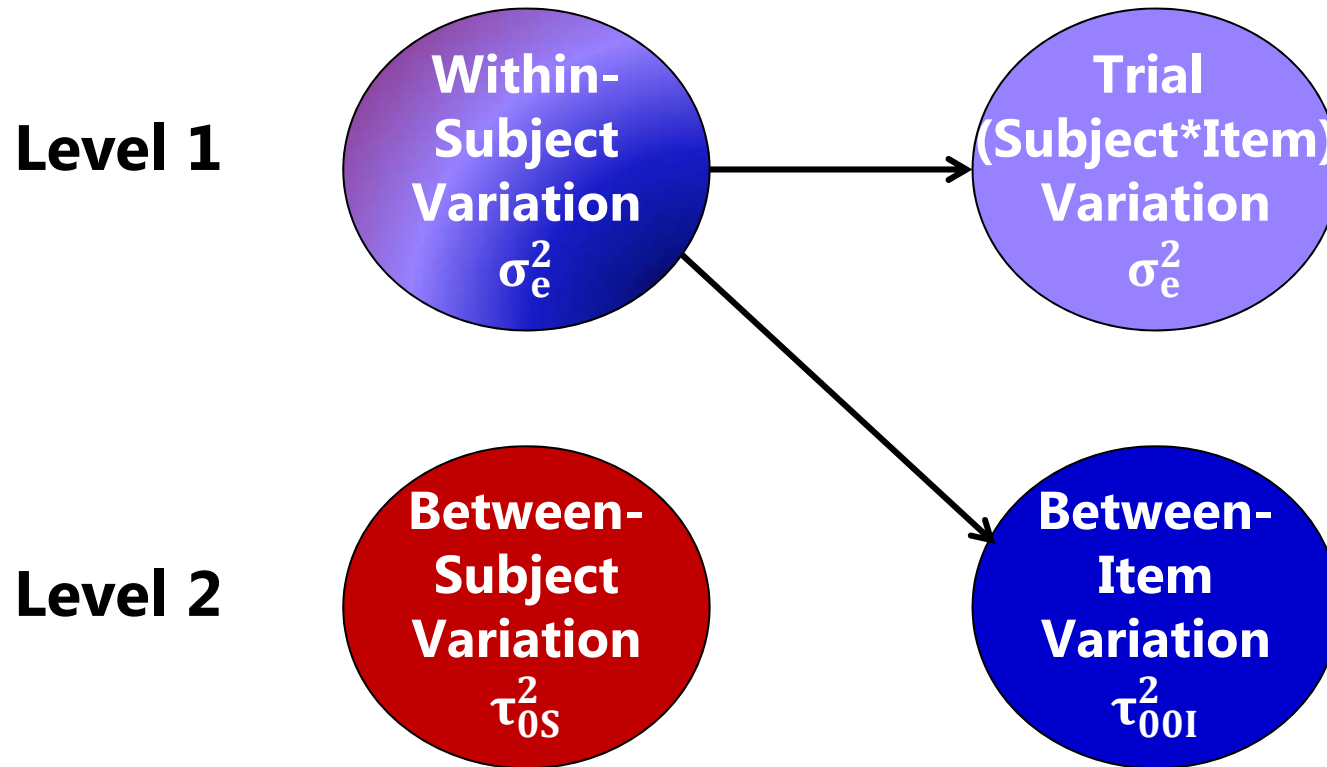 Level 1
Within-
Subject
Variation
σ²ₑ
Trial
(Subject*Item)
Variation
σ²ₑ
Level 2
Between-
Subject
Variation
τ²₀S
Between-
Item
Variation
τ²₀₀I